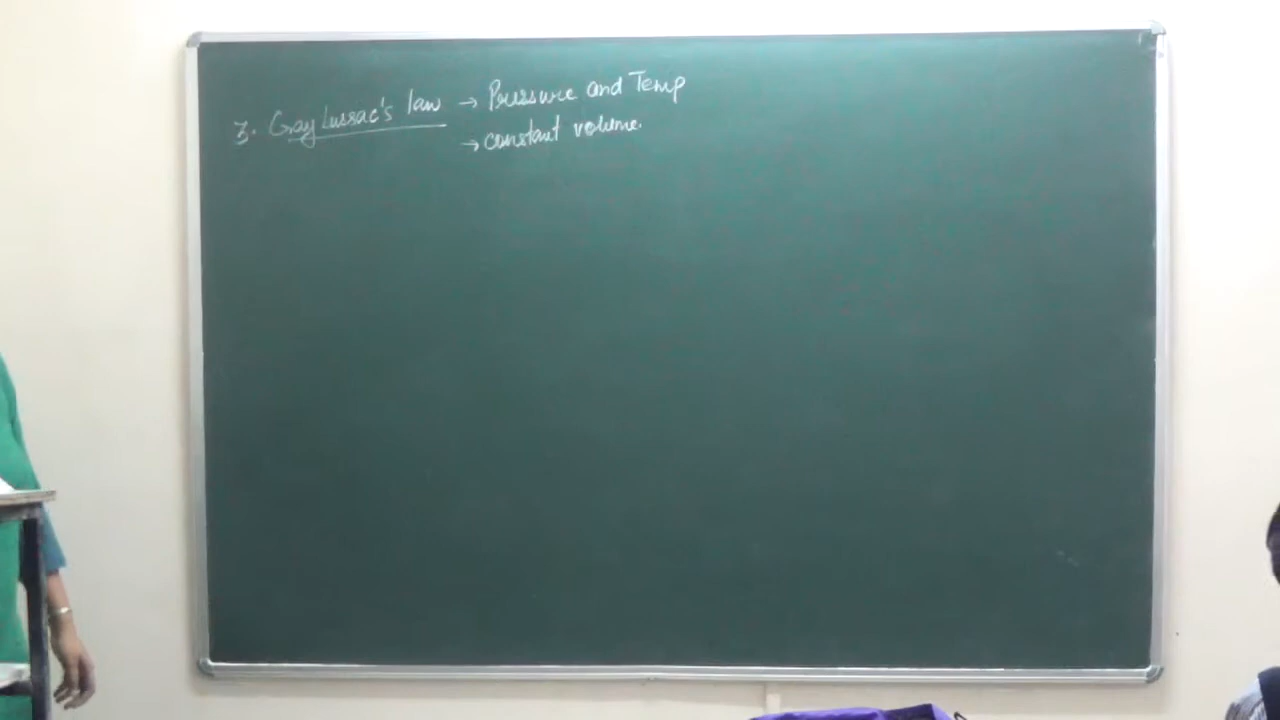 3. Gay Lussac's law → Pressure and Temp
→ constant volume.